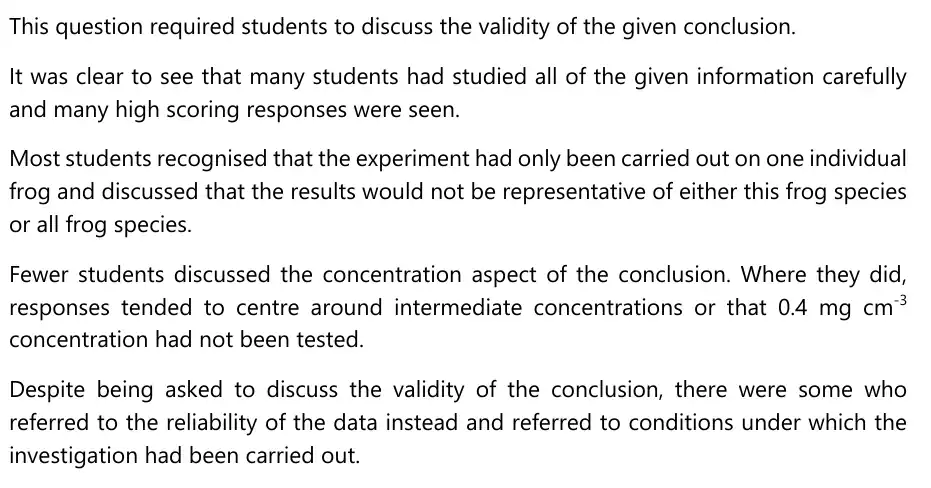 This question required students to discuss the validity of the given conclusion.
It was clear to see that many students had studied all of the given information carefully
and many high scoring responses were seen.
Most students recognised that the experiment had only been carried out on one individual
frog and discussed that the results would not be representative of either this frog species
or all frog species.
Fewer students discussed the concentration aspect of the conclusion. Where they did,
responses tended to centre around intermediate concentrations or that 0.4 mg cm⁻³
concentration had not been tested.
Despite being asked to discuss the validity of the conclusion, there were some who
referred to the reliability of the data instead and referred to conditions under which the
investigation had been carried out.